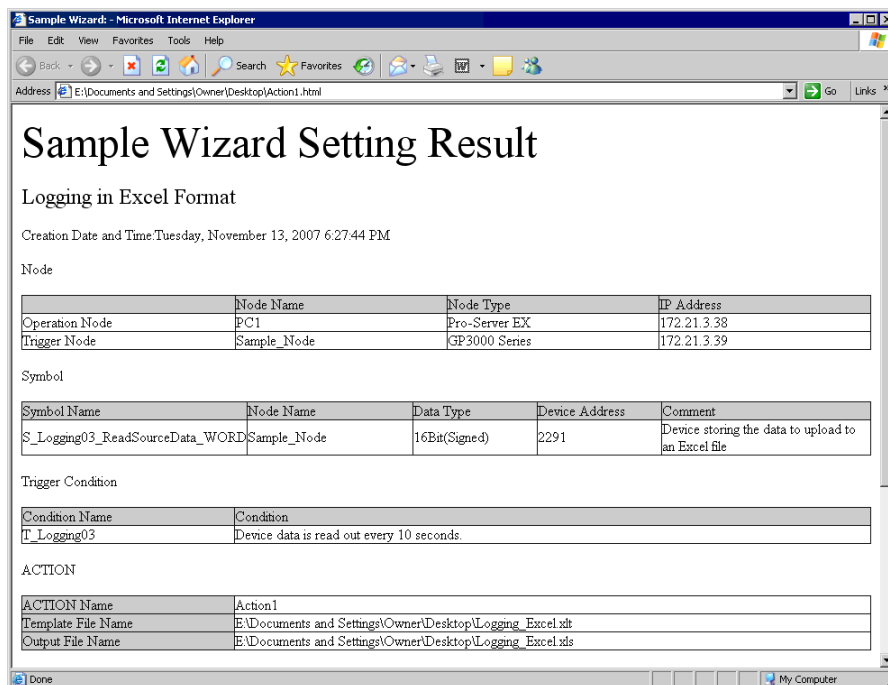 Sample Wizard: - Microsoft Internet Explorer
File Edit View Favorites Tools Help
Back Search Favorites
Address E:\Documents and Settings\Owner\Desktop\Action1.html Go Links »
Sample Wizard Setting Result
Logging in Excel Format
Creation Date and Time:Tuesday, November 13, 2007 6:27:44 PM
Node
Node Name Node Type IP Address
Operation Node PC1 Pro-Server EX 172.21.3.38
Trigger Node Sample_Node GP3000 Series 172.21.3.39
Symbol
Symbol Name Node Name Data Type Device Address Comment
S_Logging03_ReadSourceData_WORD Sample_Node 16Bit(Signed) 2291 Device storing the data to upload to
an Excel file
Trigger Condition
Condition Name Condition
T_Logging03 Device data is read out every 10 seconds.
ACTION
ACTION Name Action1
Template File Name E:\Documents and Settings\Owner\Desktop\Logging_Excel.xlt
Output File Name E:\Documents and Settings\Owner\Desktop\Logging_Excel.xls
Done My Computer